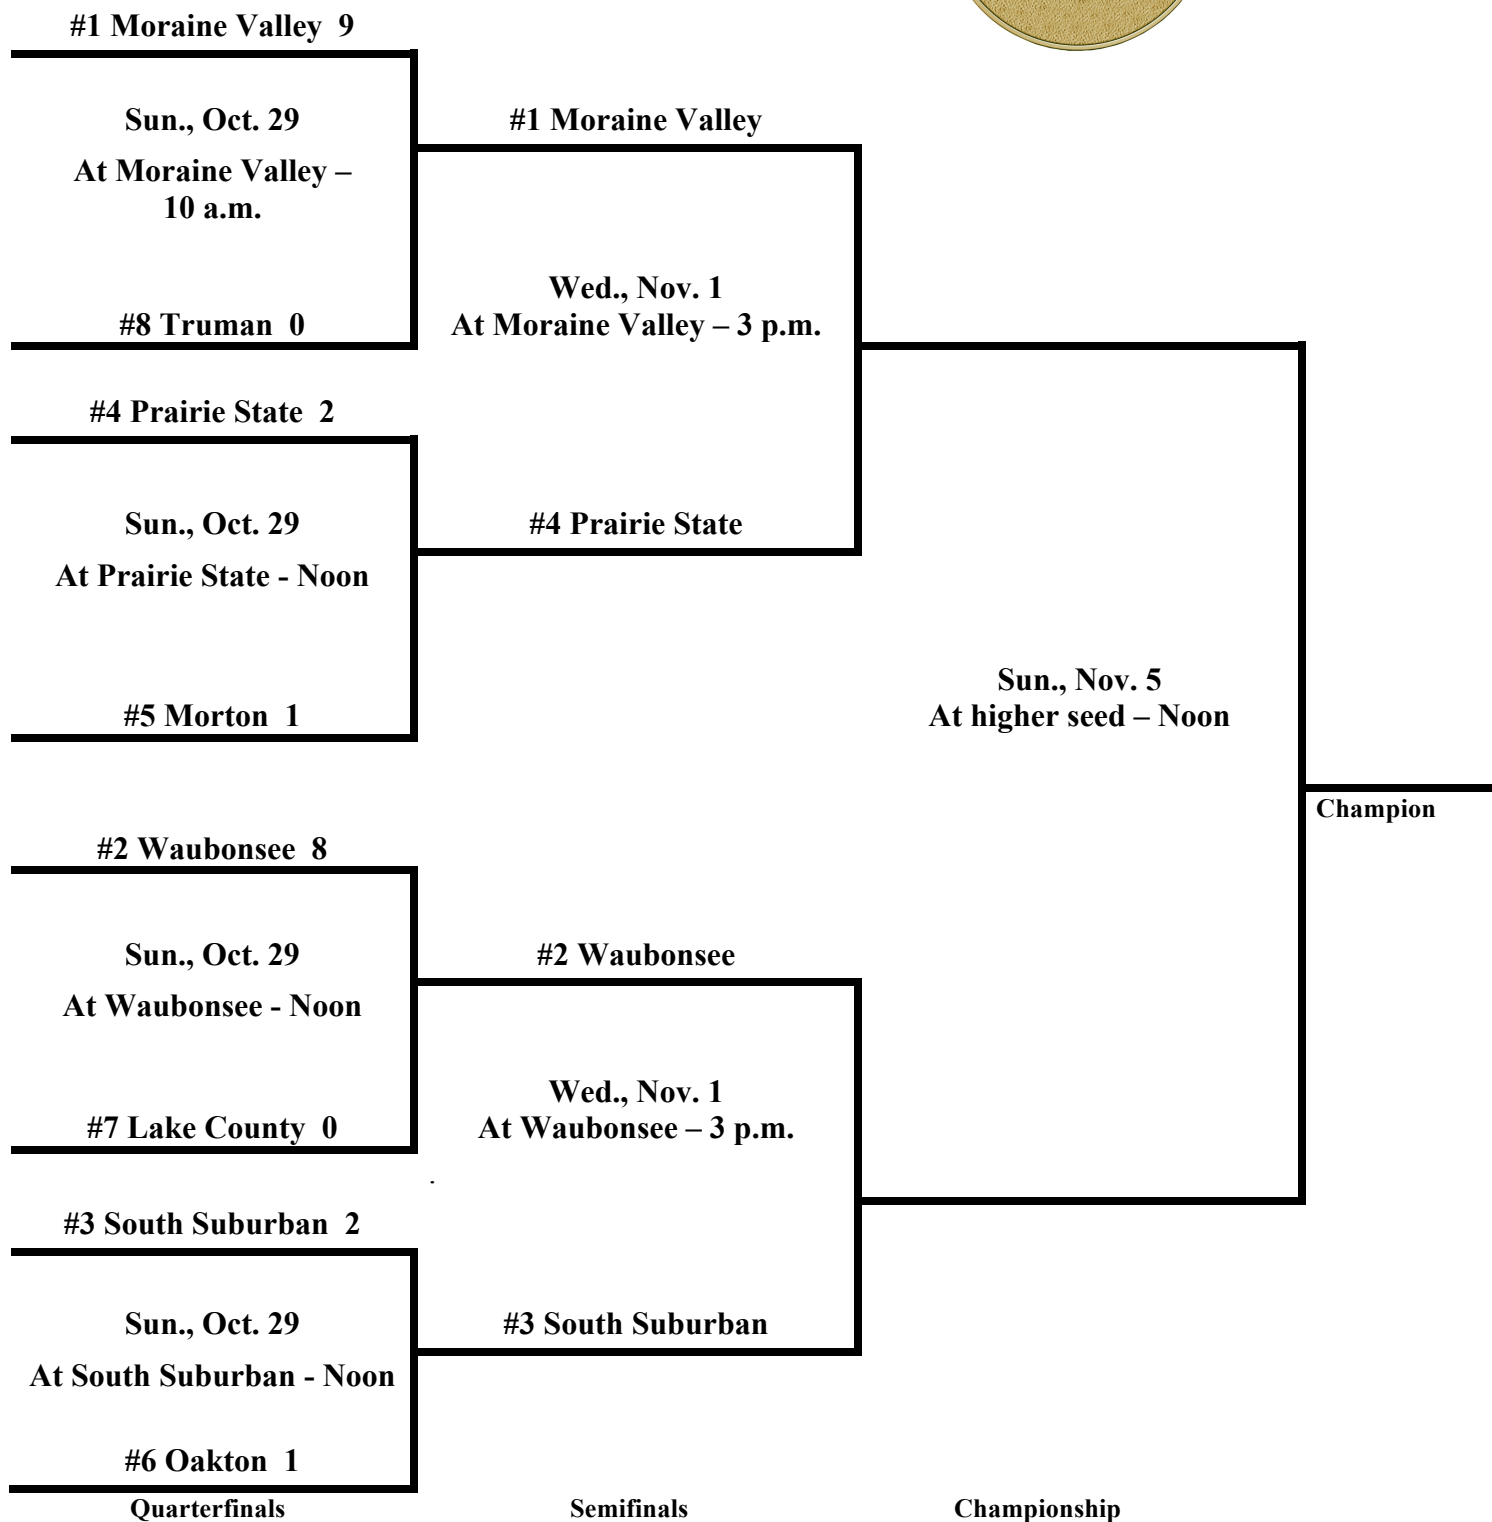 #1 Moraine Valley  9
Sun., Oct. 29
At Moraine Valley –
10 a.m.
#8 Truman  0
#1 Moraine Valley
Wed., Nov. 1
At Moraine Valley – 3 p.m.
#4 Prairie State  2
Sun., Oct. 29
At Prairie State - Noon
#5 Morton  1
#4 Prairie State
Sun., Nov. 5
At higher seed – Noon
Champion
#2 Waubonsee  8
Sun., Oct. 29
At Waubonsee - Noon
#7 Lake County  0
#2 Waubonsee
Wed., Nov. 1
At Waubonsee – 3 p.m.
.
#3 South Suburban  2
Sun., Oct. 29
At South Suburban - Noon
#6 Oakton  1
#3 South Suburban
Quarterfinals
Semifinals
Championship